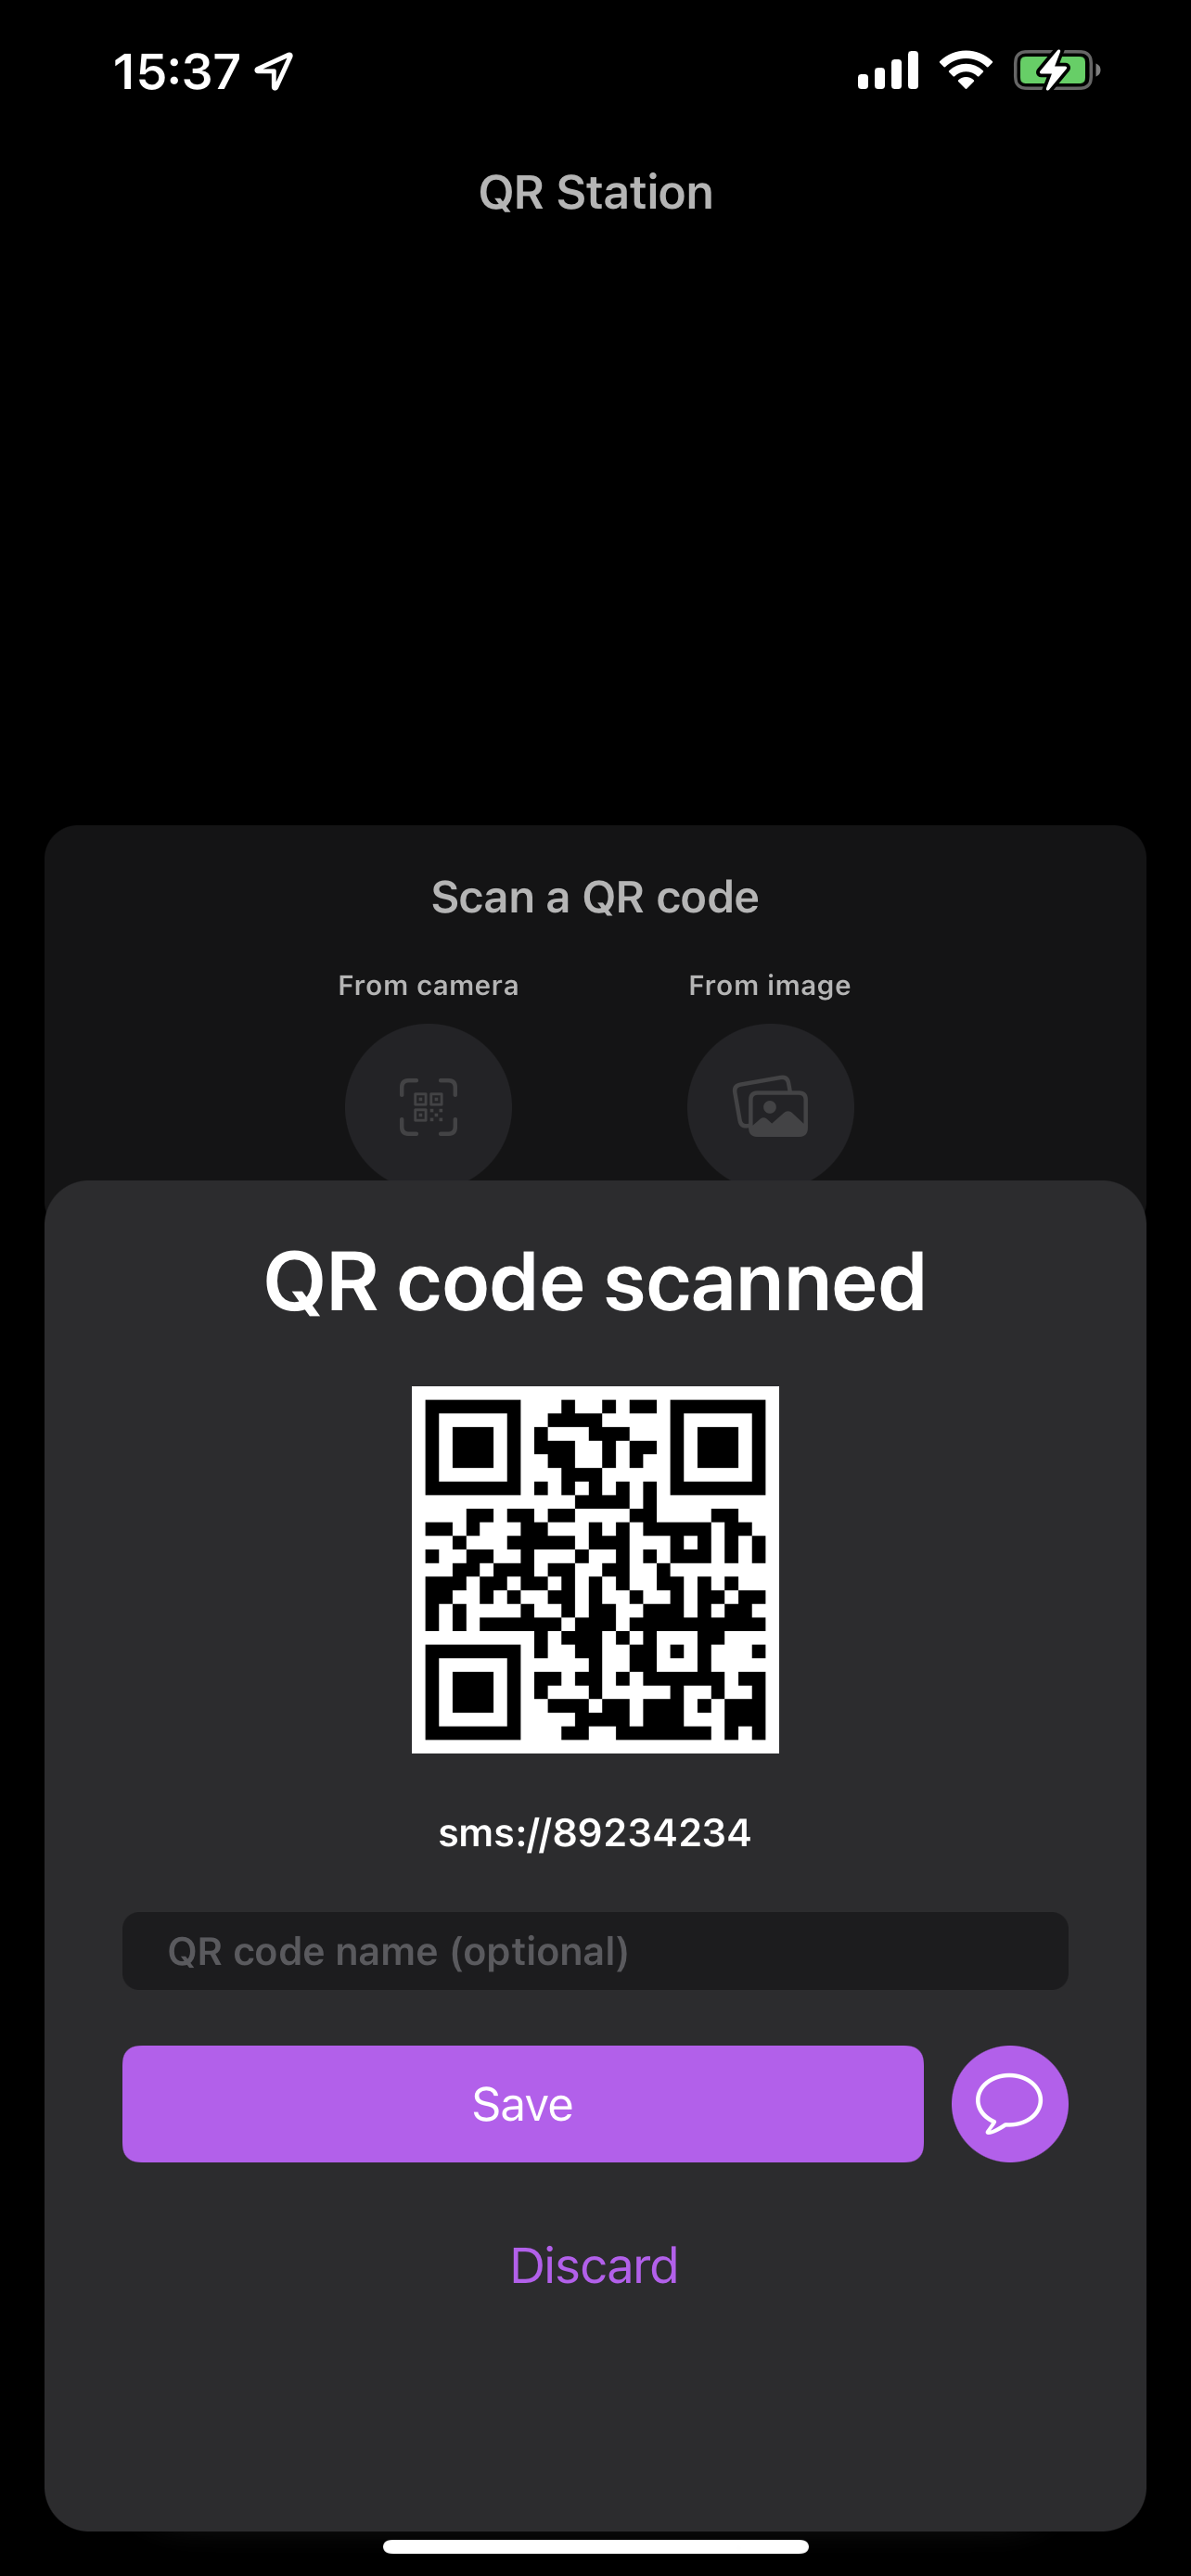 15:37
QR Station
Scan a QR code
From camera
From image
QR code scanned
sms://89234234
QR code name (optional)
Save
Discard